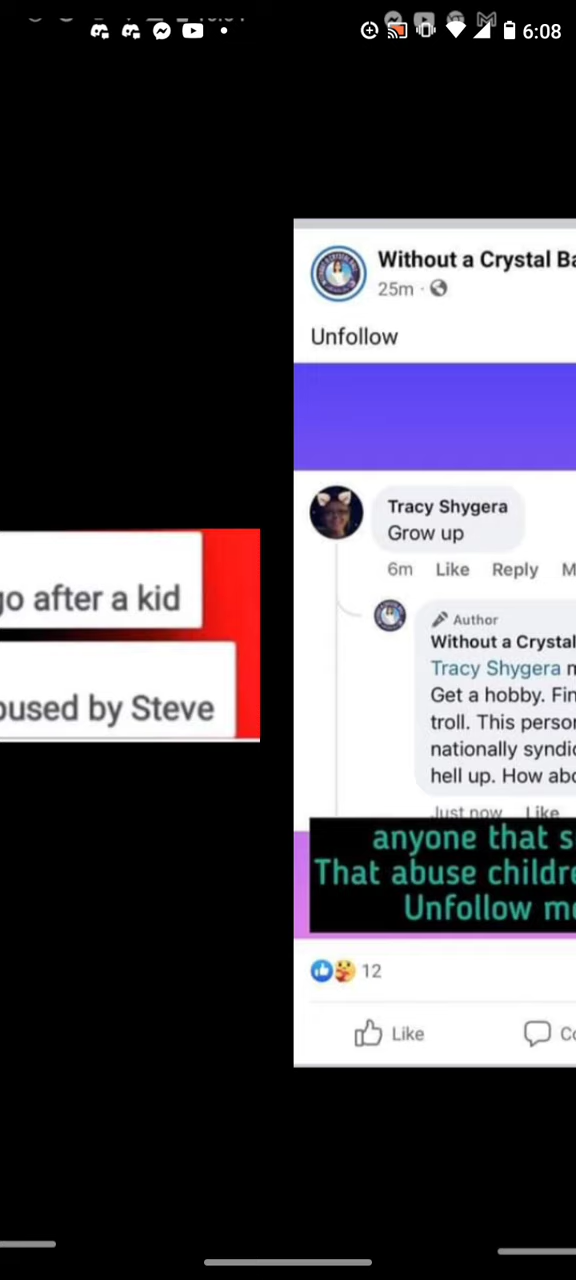 6:08
go after a kid
bused by Steve
Without a Crystal Ba
25m
Unfollow
Tracy Shygera
Grow up
6m Like Reply M
Author
Without a Crystal
Tracy Shygera m
Get a hobby. Fin
troll. This person
nationally syndic
hell up. How abo
Just now Like
anyone that s
That abuse childre
Unfollow me
12
Like
Co